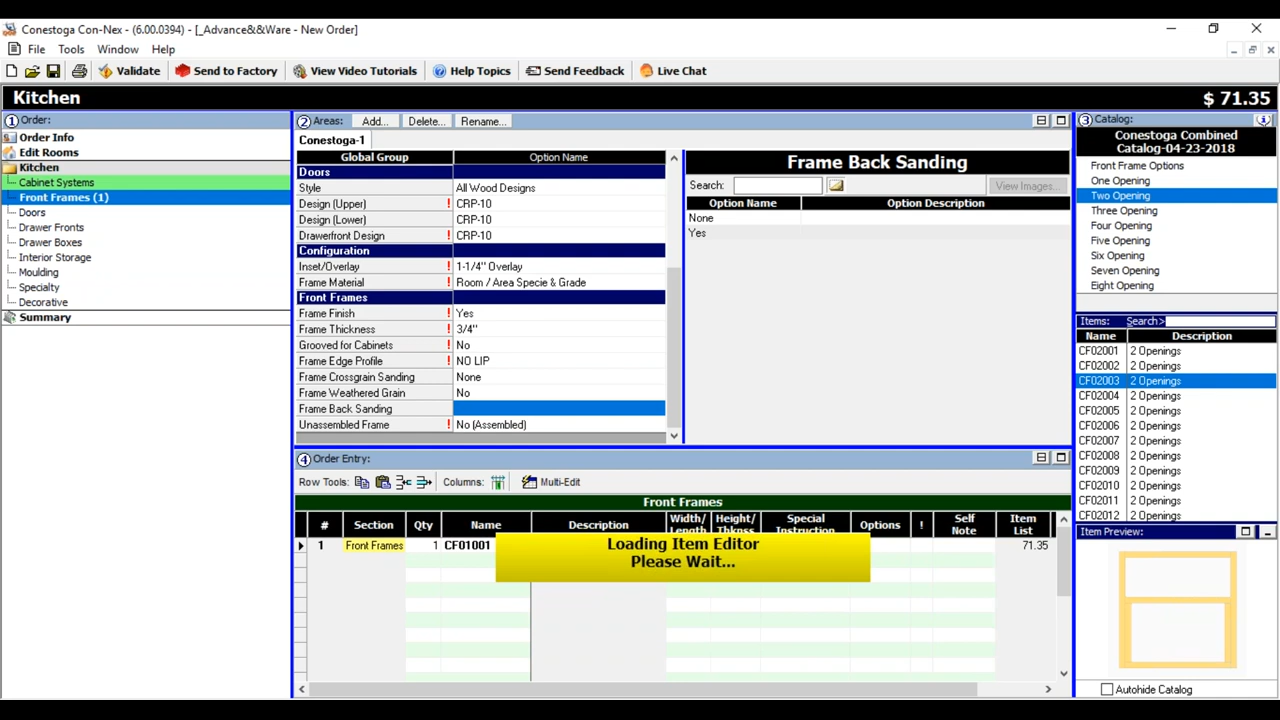 Conestoga Con-Nex - (6.00.0394) - [_Advance&&Ware - New Order]
File Tools Window Help
Validate Send to Factory View Video Tutorials Help Topics Send Feedback Live Chat
Kitchen $ 71.35
1 Order:
Order Info
Edit Rooms
Kitchen
Cabinet Systems
Front Frames (1)
Doors
Drawer Fronts
Drawer Boxes
Interior Storage
Moulding
Specialty
Decorative
Summary
2 Areas: Add... Delete... Rename...
Conestoga-1
Global Group Option Name
Doors
Style All Wood Designs
Design (Upper) ! CRP-10
Design (Lower) ! CRP-10
Drawerfront Design ! CRP-10
Configuration
Inset/Overlay ! 1-1/4" Overlay
Frame Material ! Room / Area Specie & Grade
Front Frames
Frame Finish ! Yes
Frame Thickness ! 3/4"
Grooved for Cabinets ! No
Frame Edge Profile ! NO LIP
Frame Crossgrain Sanding None
Frame Weathered Grain No
Frame Back Sanding
Unassembled Frame ! No (Assembled)
Frame Back Sanding
Search: View Images...
Option Name Option Description
None
Yes
3 Catalog:
Conestoga Combined
Catalog-04-23-2018
Front Frame Options
One Opening
Two Opening
Three Opening
Four Opening
Five Opening
Six Opening
Seven Opening
Eight Opening
Items: Search>
Name Description
CF02001 2 Openings
CF02002 2 Openings
CF02003 2 Openings
CF02004 2 Openings
CF02005 2 Openings
CF02006 2 Openings
CF02007 2 Openings
CF02008 2 Openings
CF02009 2 Openings
CF02010 2 Openings
CF02011 2 Openings
CF02012 2 Openings
Item Preview:
Autohide Catalog
4 Order Entry:
Row Tools: Columns: Multi-Edit
Front Frames
# Section Qty Name Description Width/ Length Height/ Thkness Special Instruction Options ! Self Note Item List
1 Front Frames 1 CF01001 71.35
Loading Item Editor
Please Wait...